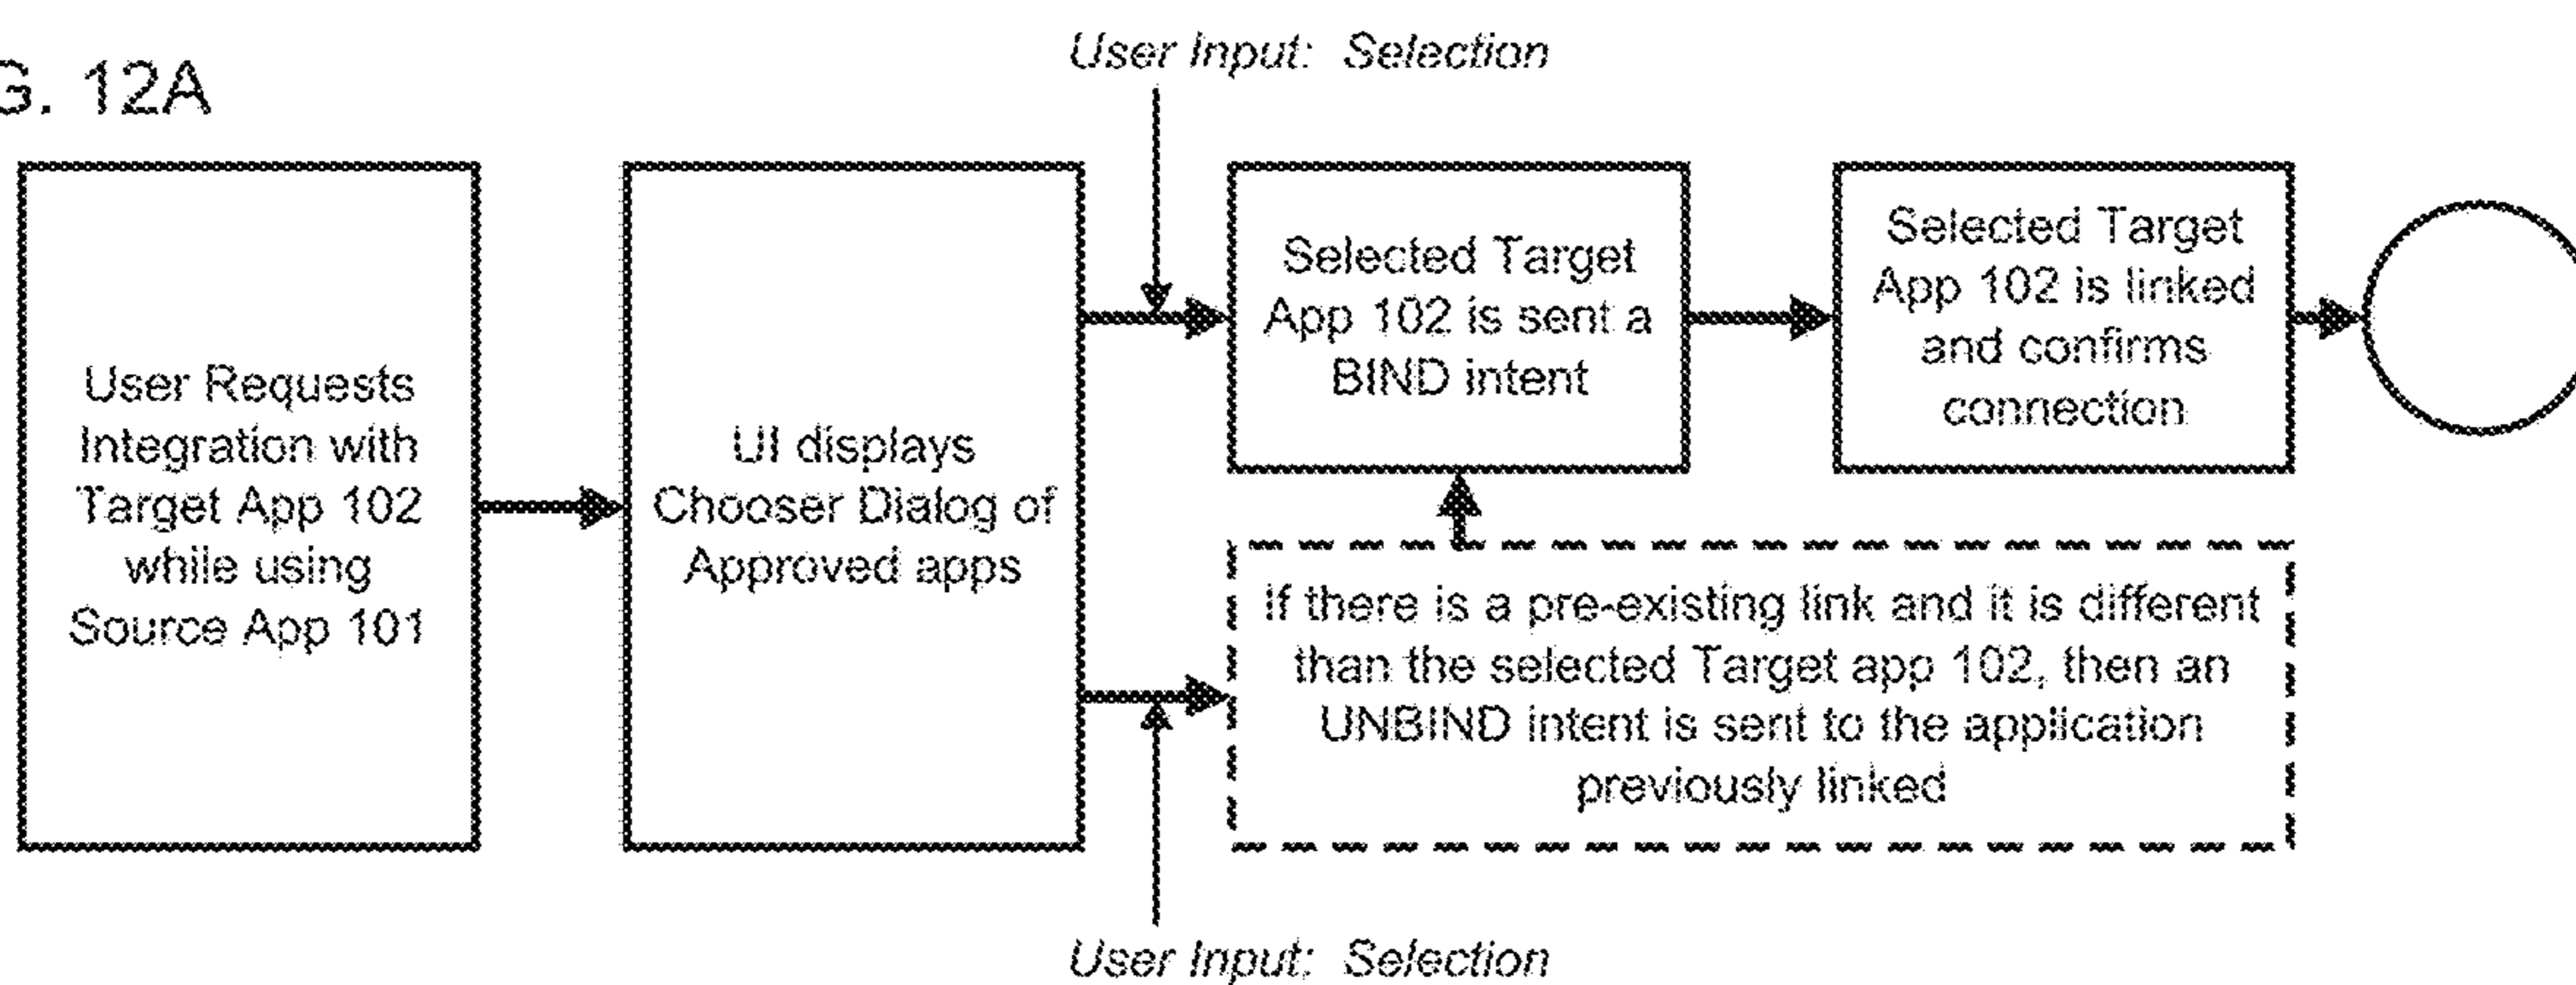 G. 12A
User Input: Selection
User Requests
Integration with
Target App 102
while using
Source App 101
UI displays
Chooser Dialog of
Approved apps
Selected Target
App 102 is sent a
BIND intent
Selected Target
App 102 is linked
and confirms
connection
If there is a pre-existing link and it is different
than the selected Target app 102, then an
UNBIND intent is sent to the application
previously linked
User Input: Selection